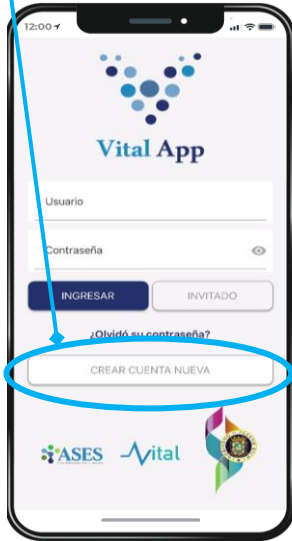 12:00
Vital App
Usuario
Contraseña
INGRESAR INVITADO
¿Olvidó su contraseña?
CREAR CUENTA NUEVA
ASES Vital